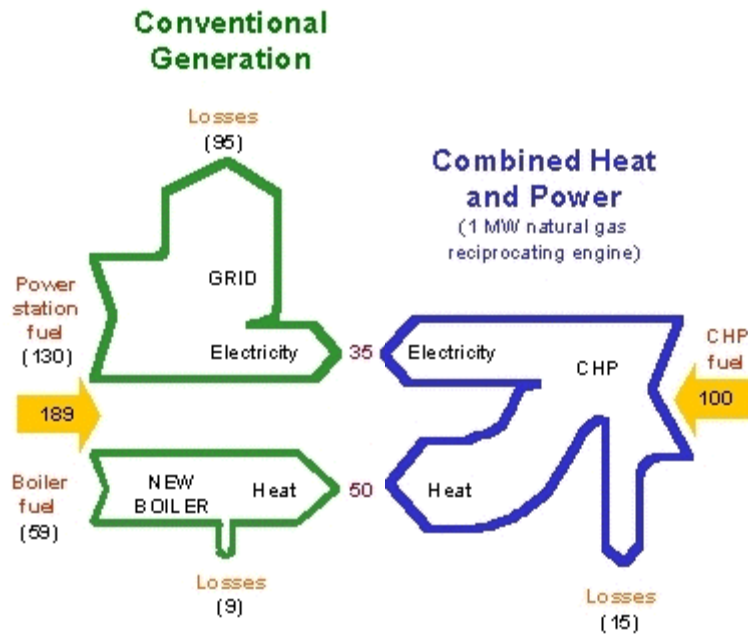 Conventional
Generation
Losses
(95)
Combined Heat
and Power
(1 MW natural gas
reciprocating engine)
GRID
Power
station
fuel
(130)
Electricity
35
Electricity
CHP
CHP
fuel
189
100
Boiler
fuel
(59)
NEW
BOILER
Heat
50
Heat
Losses
(9)
Losses
(15)